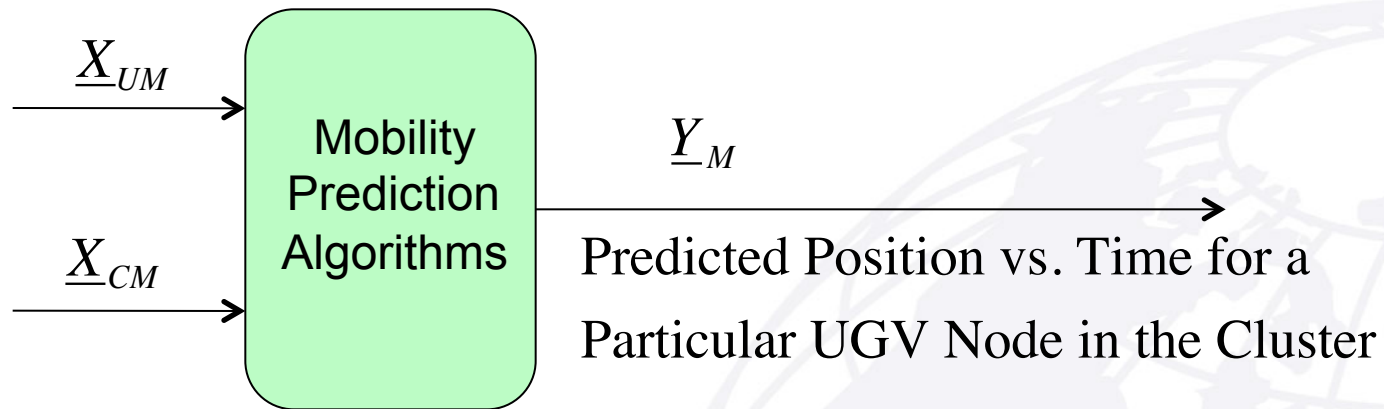 X_UM
X_CM
Mobility
Prediction
Algorithms
Y_M
Predicted Position vs. Time for a
Particular UGV Node in the Cluster